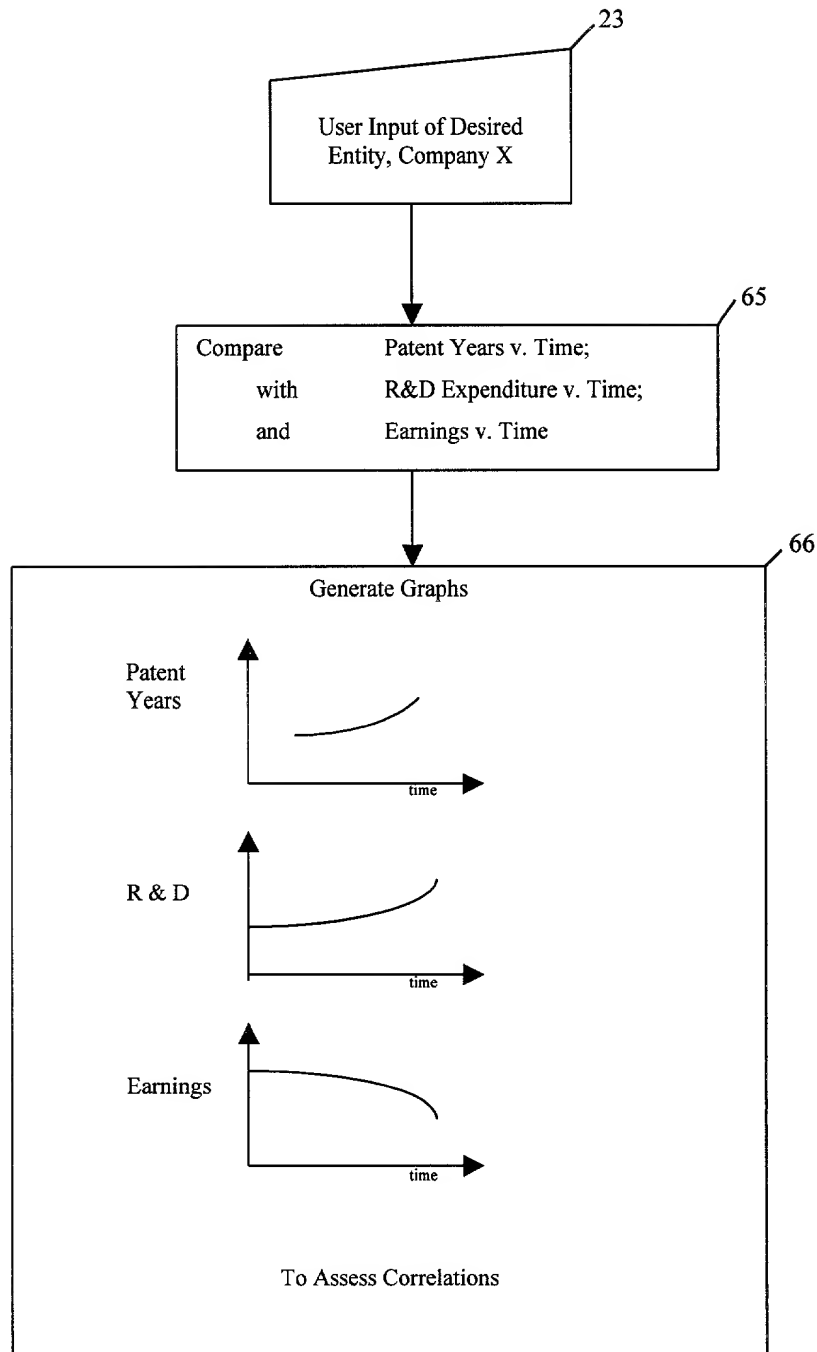 23
User Input of Desired
Entity, Company X
65
Compare Patent Years v. Time;
with R&D Expenditure v. Time;
and Earnings v. Time
66
Generate Graphs
Patent
Years
time
R & D
time
Earnings
time
To Assess Correlations